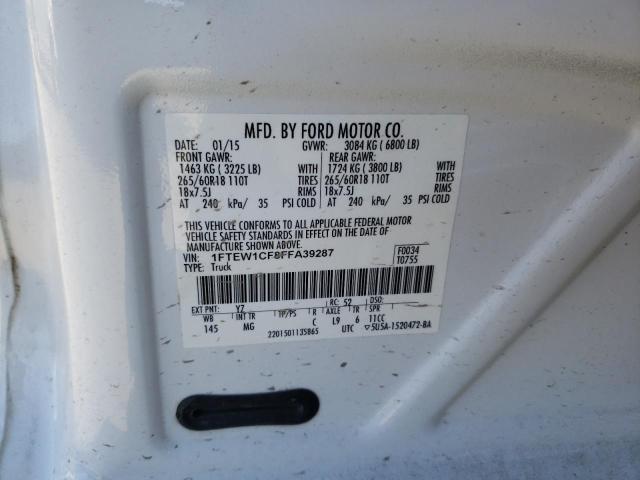 MFD. BY FORD MOTOR CO.
DATE: 01/15 GVWR: 3084 KG ( 6800 LB)
FRONT GAWR: REAR GAWR:
1463 KG ( 3225 LB) WITH 1724 KG ( 3800 LB) WITH
265/60R18 110T TIRES 265/60R18 110T TIRES
18x7.5J RIMS 18x7.5J RIMS
AT 240 kPa/ 35 PSI COLD AT 240 kPa/ 35 PSI COLD
THIS VEHICLE CONFORMS TO ALL APPLICABLE FEDERAL MOTOR
VEHICLE SAFETY STANDARDS IN EFFECT ON THE DATE OF
MANUFACTURE SHOWN ABOVE.
VIN: 1FTEW1CF8FFA39287 F0034
TYPE: Truck T0755
EXT PNT: YZ RC: 52 DSO:
WB INT TR TP/PS R AXLE TR SPR
145 MG C L9 6 11CC
2201501135865 UTC ▽5U5A-1520472-BA